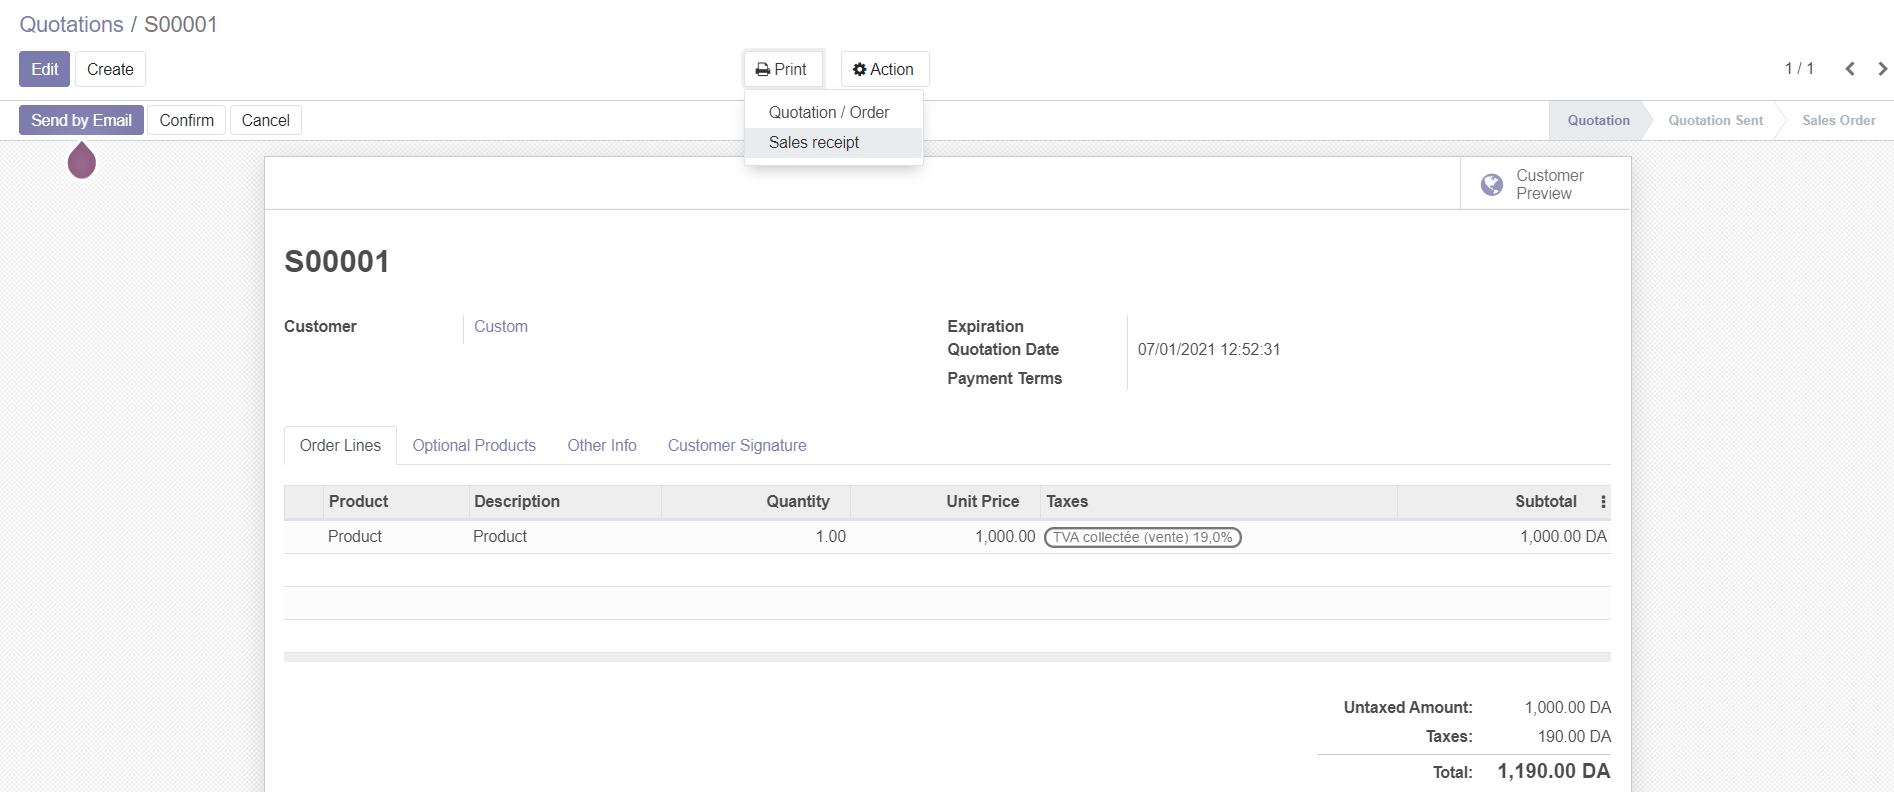 Quotations / S00001
Edit Create Print Action 1 / 1
Quotation / Order
Sales receipt
Send by Email Confirm Cancel Quotation Quotation Sent Sales Order
Customer
Preview
S00001
Customer Custom
Expiration
Quotation Date 07/01/2021 12:52:31
Payment Terms
Order Lines Optional Products Other Info Customer Signature
Product Description Quantity Unit Price Taxes Subtotal
Product Product 1.00 1,000.00 TVA collectée (vente) 19,0% 1,000.00 DA
Untaxed Amount: 1,000.00 DA
Taxes: 190.00 DA
Total: 1,190.00 DA